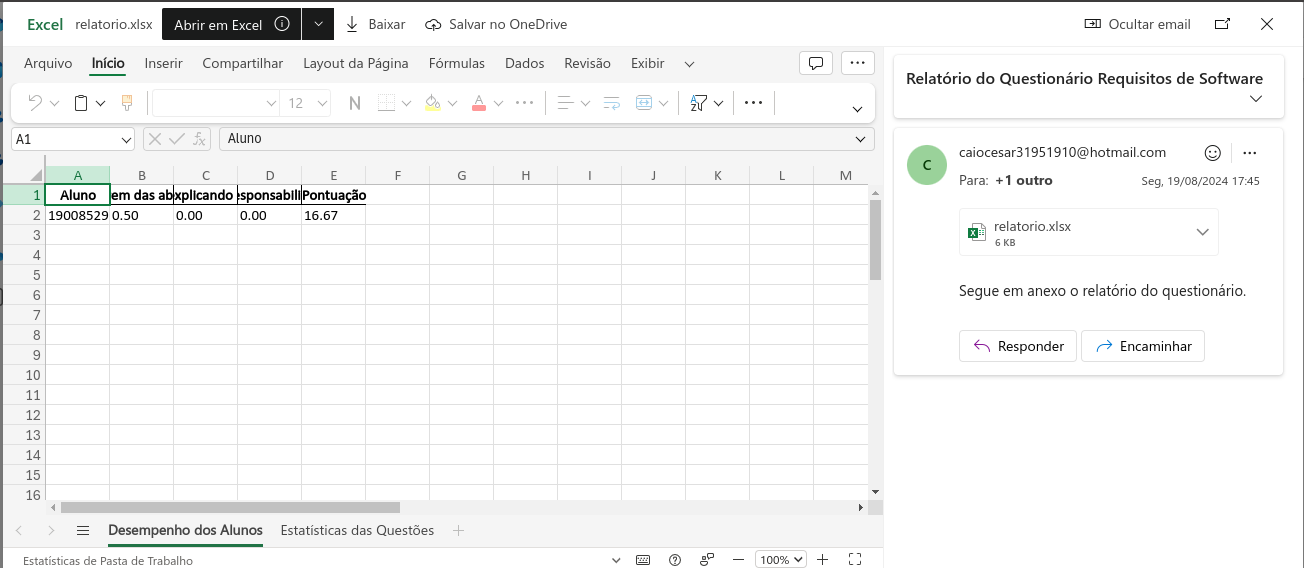 Excel relatorio.xlsx Abrir em Excel Baixar Salvar no OneDrive Ocultar email
Arquivo Início Inserir Compartilhar Layout da Página Fórmulas Dados Revisão Exibir
12 N A
A1 Aluno
A B C D E F G H I J K L M
1 Aluno em das ab xplicando esponsabili Pontuação
2 19008529 0.50 0.00 0.00 16.67
3
4
5
6
7
8
9
10
11
12
13
14
15
16
Desempenho dos Alunos Estatísticas das Questões
Estatísticas de Pasta de Trabalho 100%
Relatório do Questionário Requisitos de Software
C caiocesar31951910@hotmail.com
Para: +1 outro Seg, 19/08/2024 17:45
relatorio.xlsx
6 KB
Segue em anexo o relatório do questionário.
Responder Encaminhar